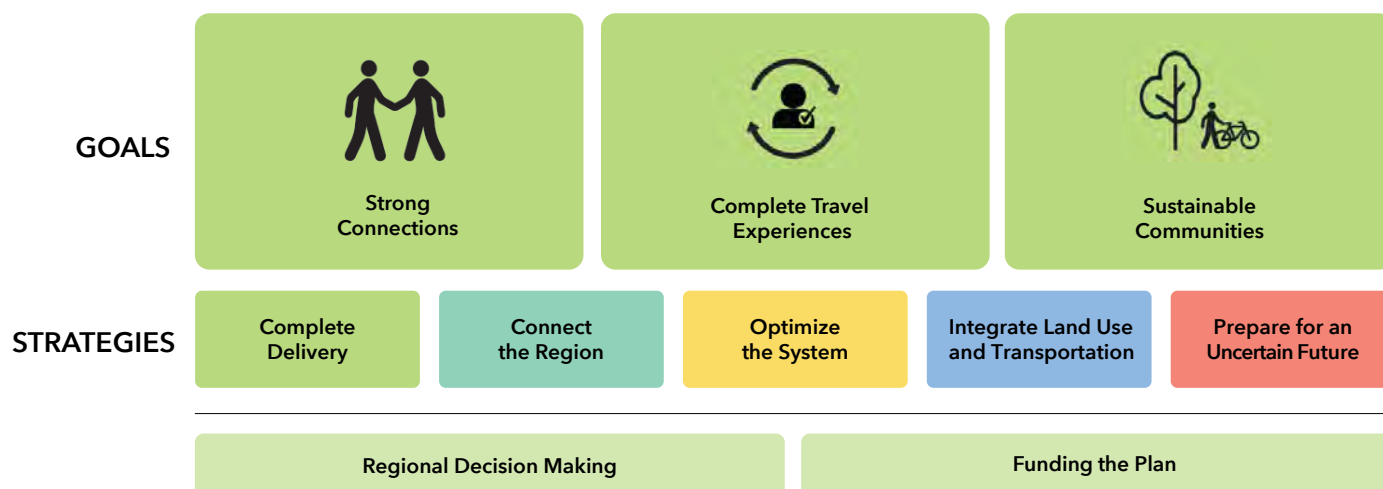 GOALS
Strong
Connections
Complete Travel
Experiences
Sustainable
Communities
STRATEGIES
Complete
Delivery
Connect
the Region
Optimize
the System
Integrate Land Use
and Transportation
Prepare for an
Uncertain Future
Regional Decision Making
Funding the Plan